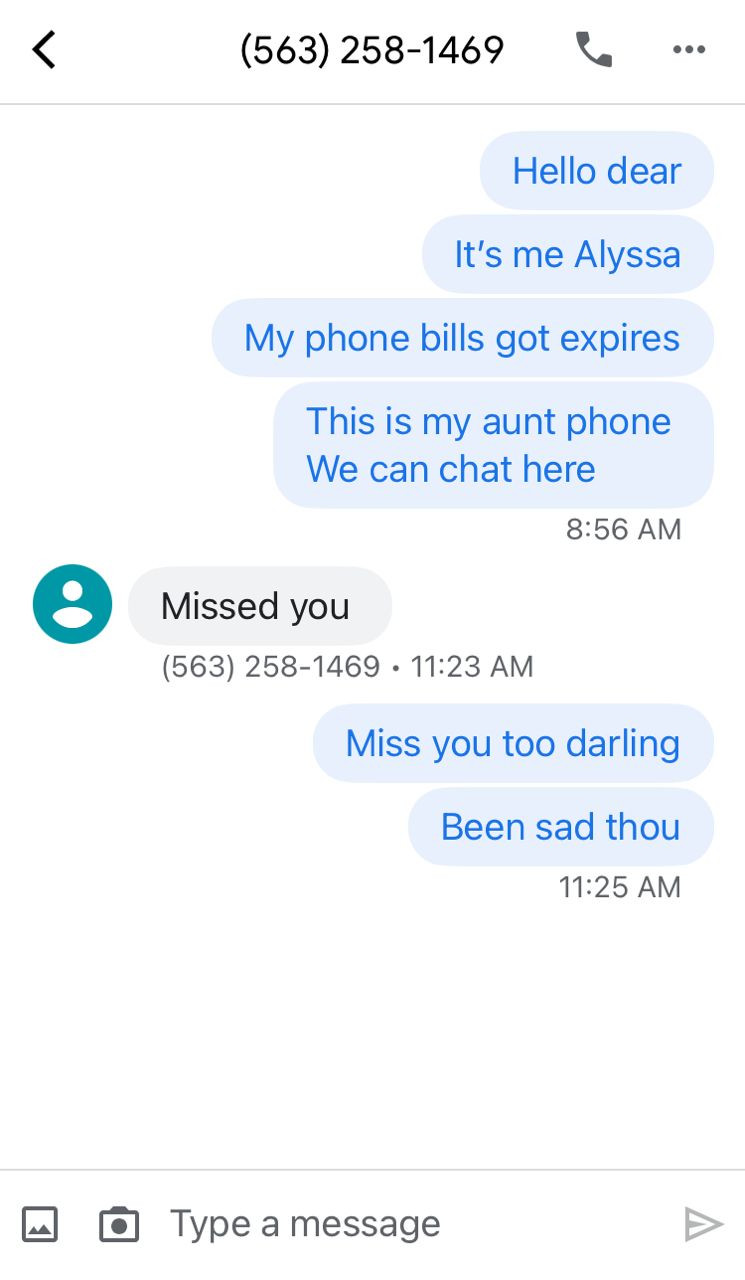 (563) 258-1469
Hello dear
It's me Alyssa
My phone bills got expires
This is my aunt phone
We can chat here
8:56 AM
Missed you
(563) 258-1469 • 11:23 AM
Miss you too darling
Been sad thou
11:25 AM
Type a message